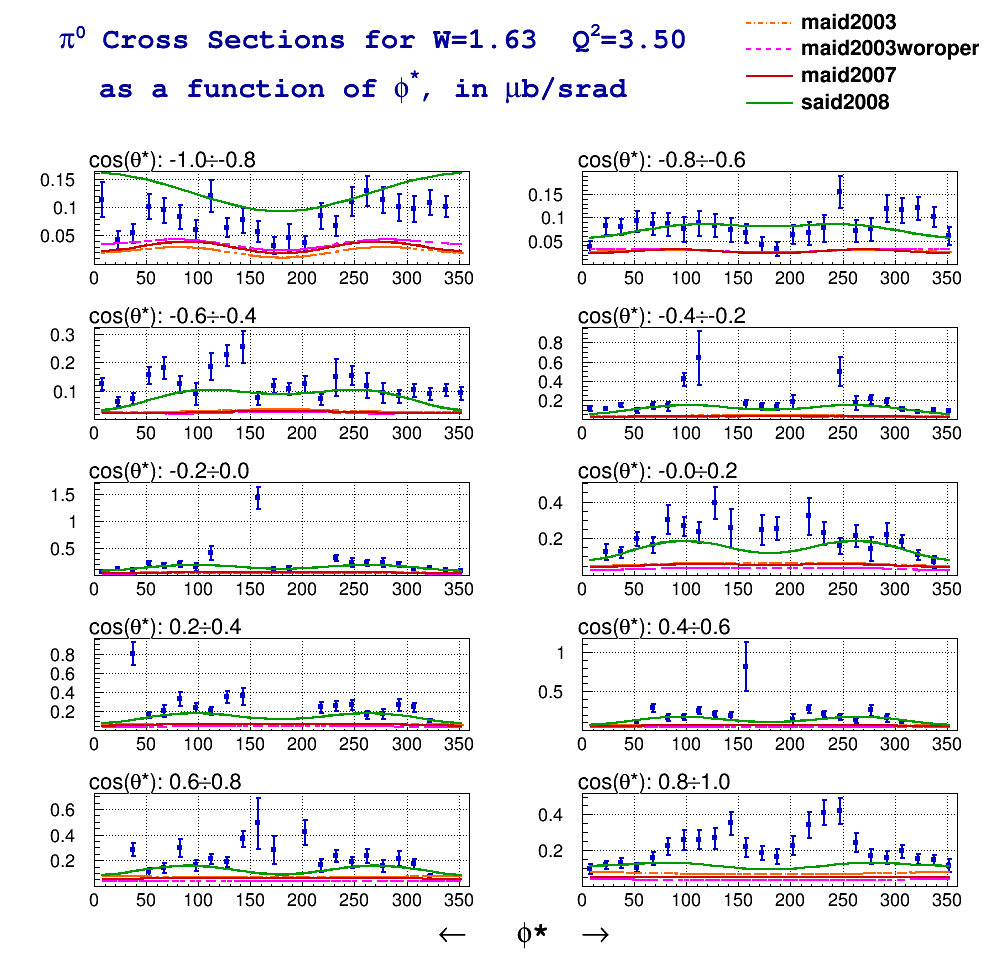 π⁰ Cross Sections for W=1.63 Q²=3.50
as a function of ϕ*, in μb/srad
maid2003
maid2003woroper
maid2007
said2008
cos(θ*): -1.0÷-0.8
0.15
0.1
0.05
0 50 100 150 200 250 300 350
cos(θ*): -0.8÷-0.6
0.15
0.1
0.05
0 50 100 150 200 250 300 350
cos(θ*): -0.6÷-0.4
0.3
0.2
0.1
0 50 100 150 200 250 300 350
cos(θ*): -0.4÷-0.2
0.8
0.6
0.4
0.2
0 50 100 150 200 250 300 350
cos(θ*): -0.2÷0.0
1.5
1
0.5
0 50 100 150 200 250 300 350
cos(θ*): -0.0÷0.2
0.4
0.2
0 50 100 150 200 250 300 350
cos(θ*): 0.2÷0.4
0.8
0.6
0.4
0.2
0 50 100 150 200 250 300 350
cos(θ*): 0.4÷0.6
1
0.5
0 50 100 150 200 250 300 350
cos(θ*): 0.6÷0.8
0.6
0.4
0.2
0 50 100 150 200 250 300 350
cos(θ*): 0.8÷1.0
0.4
0.2
0 50 100 150 200 250 300 350
← ϕ* →